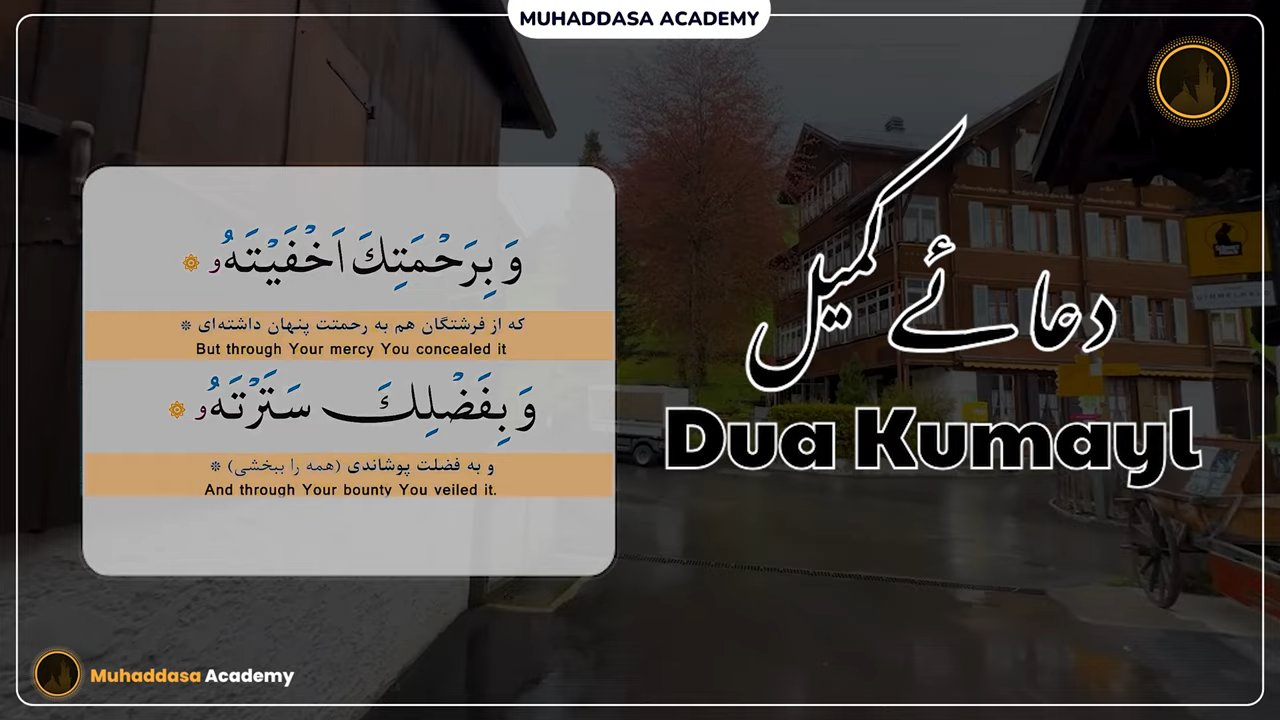 MUHADDASA ACADEMY
وَ بِرَحْمَتِكَ اَخْفَيْتَهُ و ۞
که از فرشتگان هم به رحمتت پنهان داشته‌ای *
But through Your mercy You concealed it
وَ بِفَضْلِكَ سَتَرْتَهُ و ۞
و به فضلت پوشاندی (همه را ببخشی) *
And through Your bounty You veiled it.
دعائے کمیل
Dua Kumayl
Muhaddasa Academy